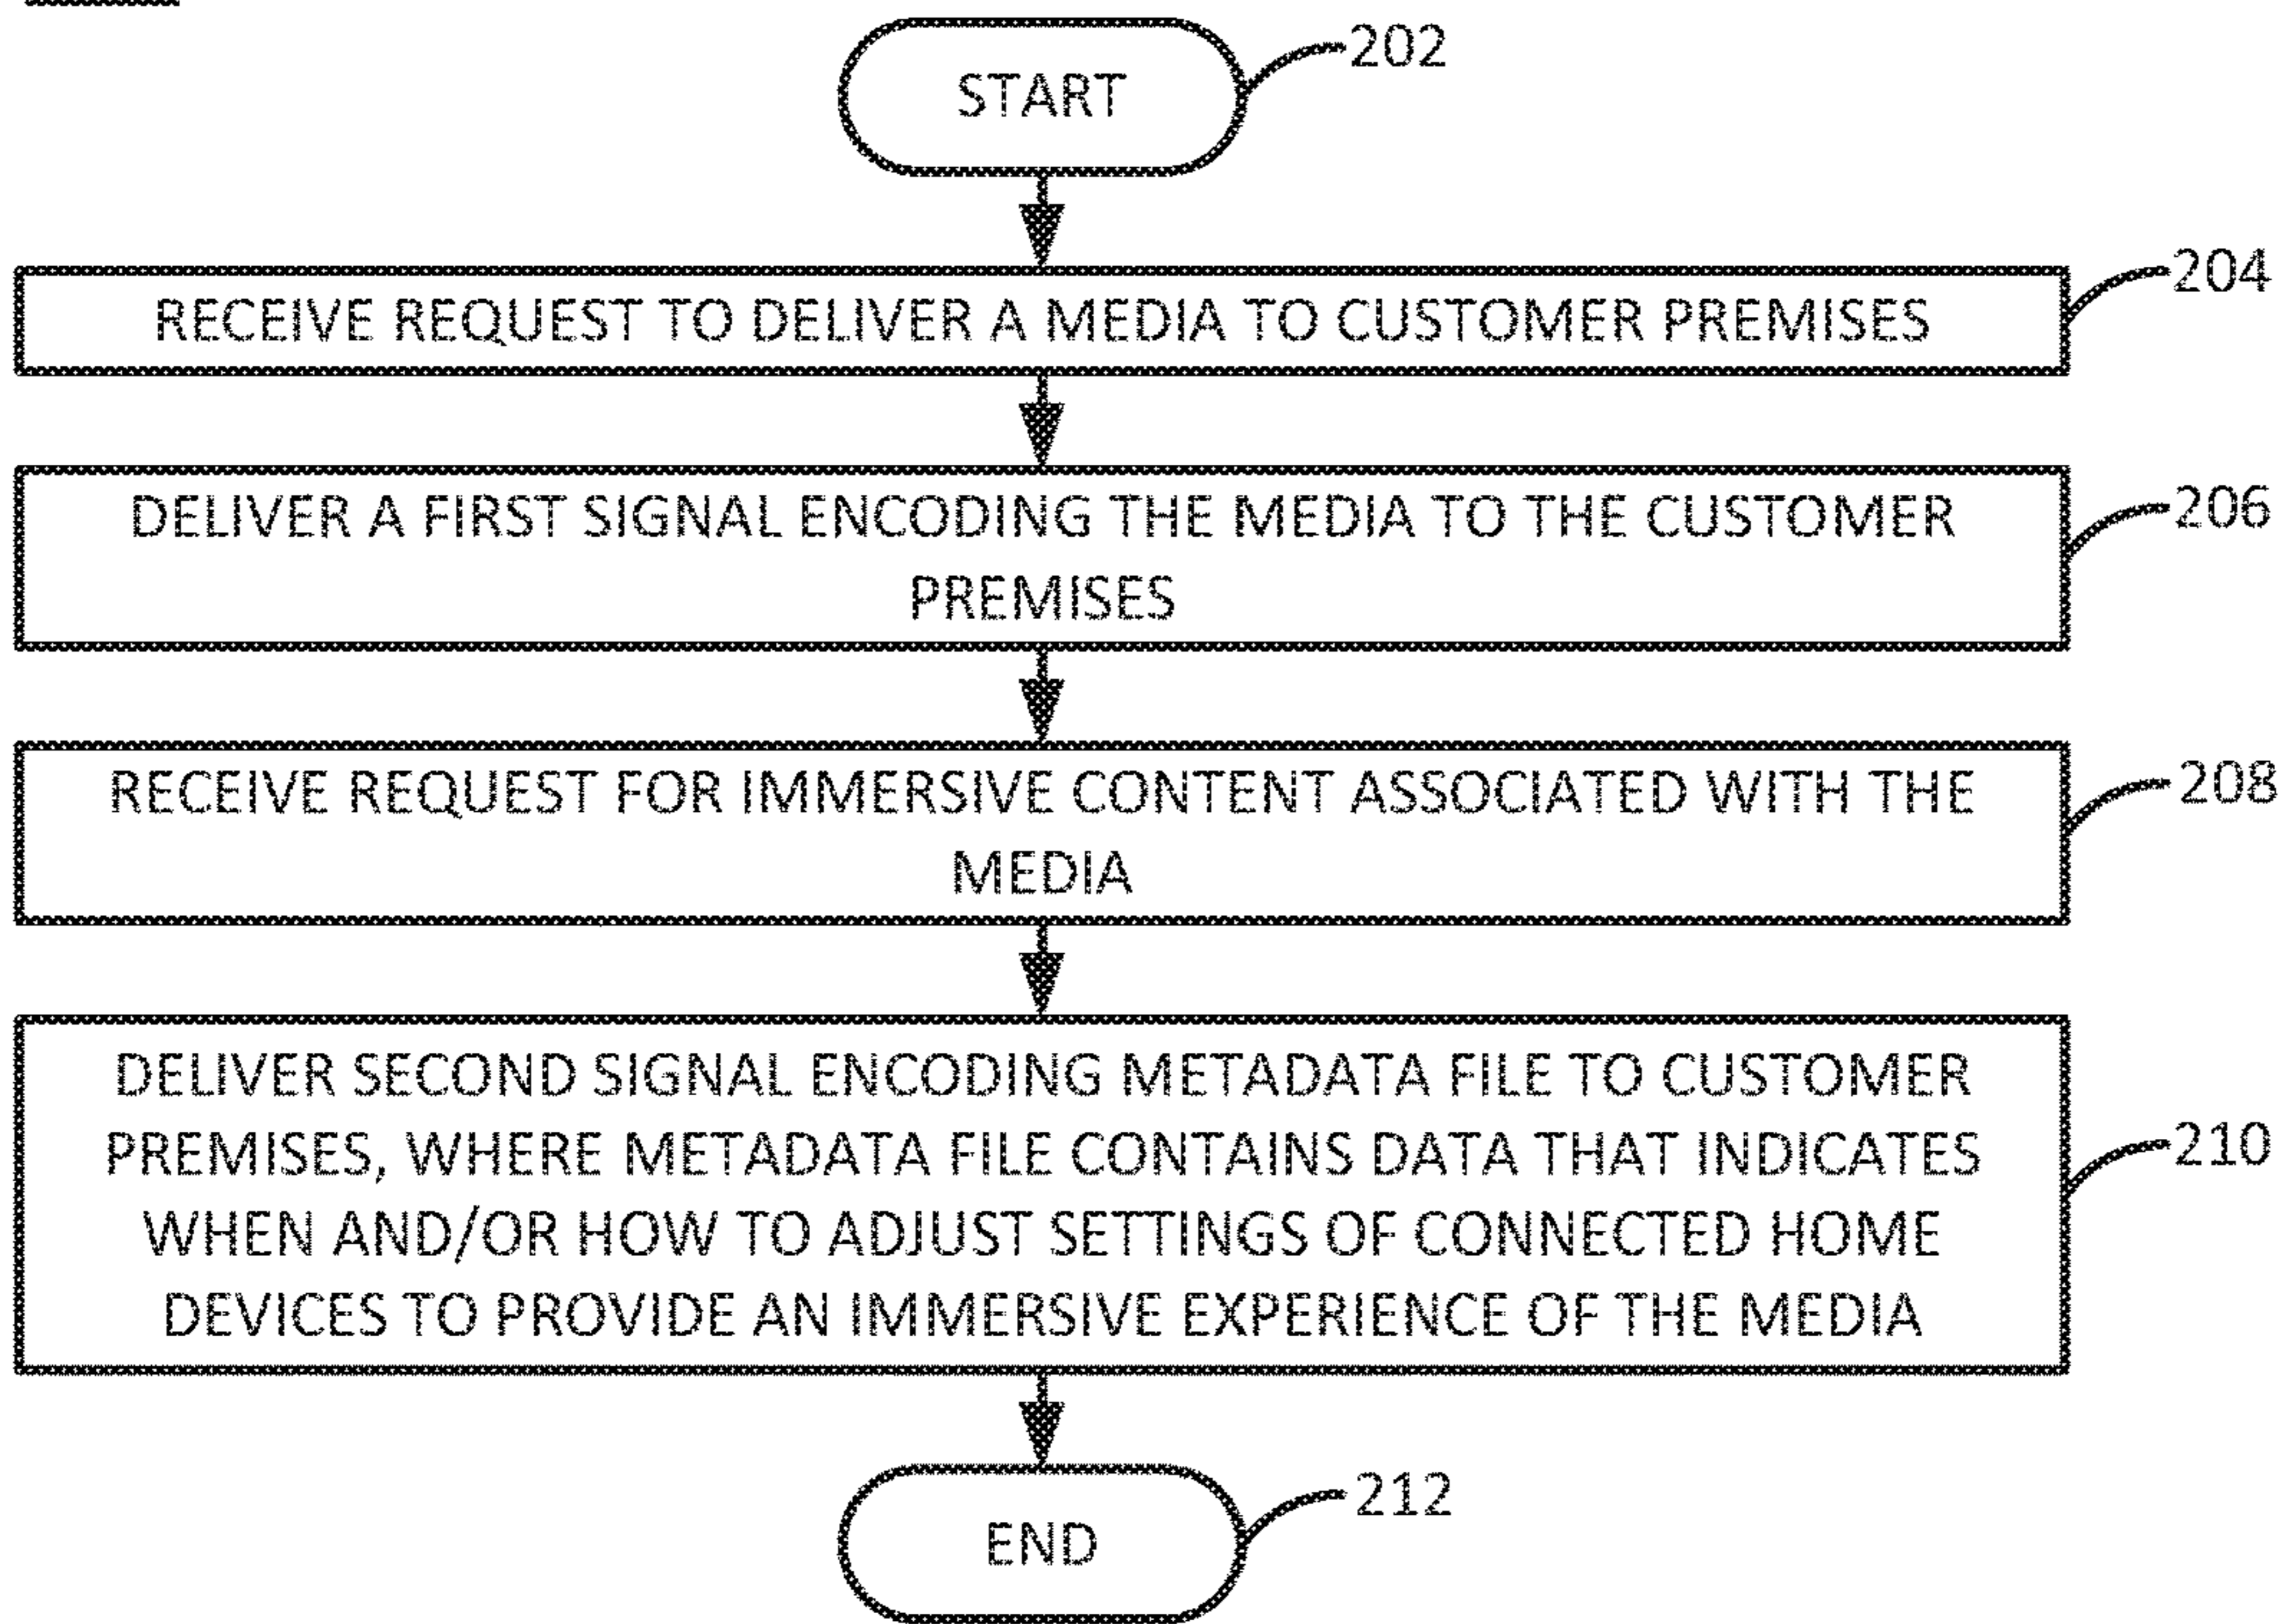 START
202
RECEIVE REQUEST TO DELIVER A MEDIA TO CUSTOMER PREMISES
204
DELIVER A FIRST SIGNAL ENCODING THE MEDIA TO THE CUSTOMER
PREMISES
206
RECEIVE REQUEST FOR IMMERSIVE CONTENT ASSOCIATED WITH THE
MEDIA
208
DELIVER SECOND SIGNAL ENCODING METADATA FILE TO CUSTOMER
PREMISES, WHERE METADATA FILE CONTAINS DATA THAT INDICATES
WHEN AND/OR HOW TO ADJUST SETTINGS OF CONNECTED HOME
DEVICES TO PROVIDE AN IMMERSIVE EXPERIENCE OF THE MEDIA
210
END
212